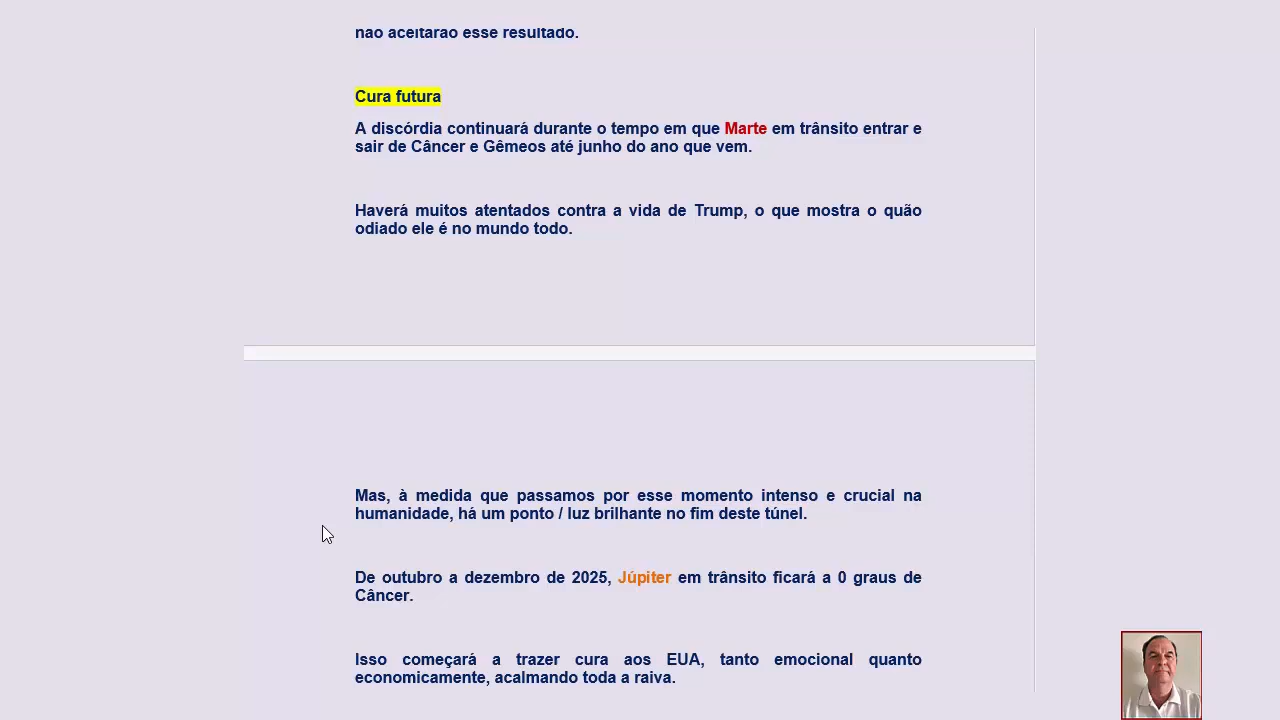 não aceitarão esse resultado.
Cura futura
A discórdia continuará durante o tempo em que Marte em trânsito entrar e
sair de Câncer e Gêmeos até junho do ano que vem.
Haverá muitos atentados contra a vida de Trump, o que mostra o quão
odiado ele é no mundo todo.
Mas, à medida que passamos por esse momento intenso e crucial na
humanidade, há um ponto / luz brilhante no fim deste túnel.
De outubro a dezembro de 2025, Júpiter em trânsito ficará a 0 graus de
Câncer.
Isso começará a trazer cura aos EUA, tanto emocional quanto
economicamente, acalmando toda a raiva.